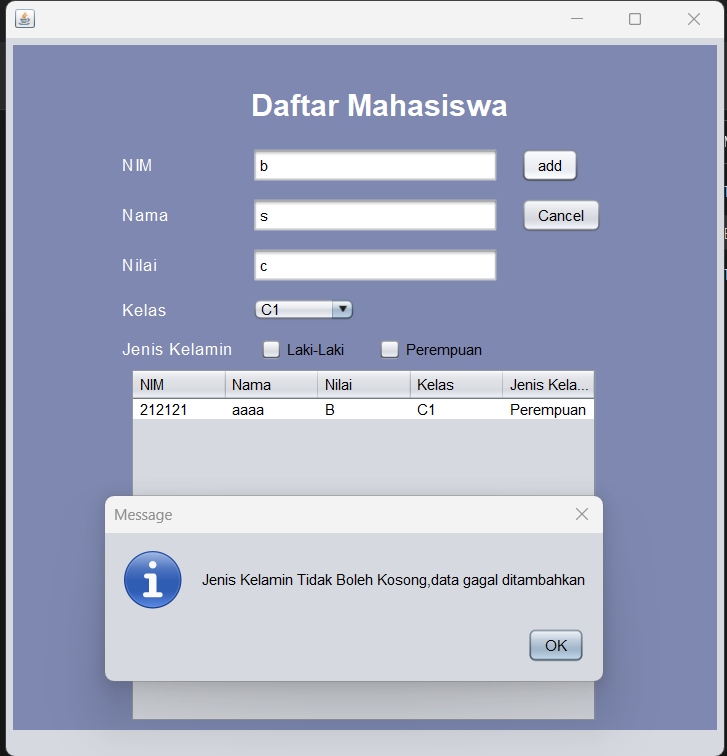 Daftar Mahasiswa
NIM b add
Nama s Cancel
Nilai c
Kelas C1
Jenis Kelamin Laki-Laki Perempuan
NIM Nama Nilai Kelas Jenis Kela...
212121 aaaa B C1 Perempuan
Message
Jenis Kelamin Tidak Boleh Kosong,data gagal ditambahkan
OK